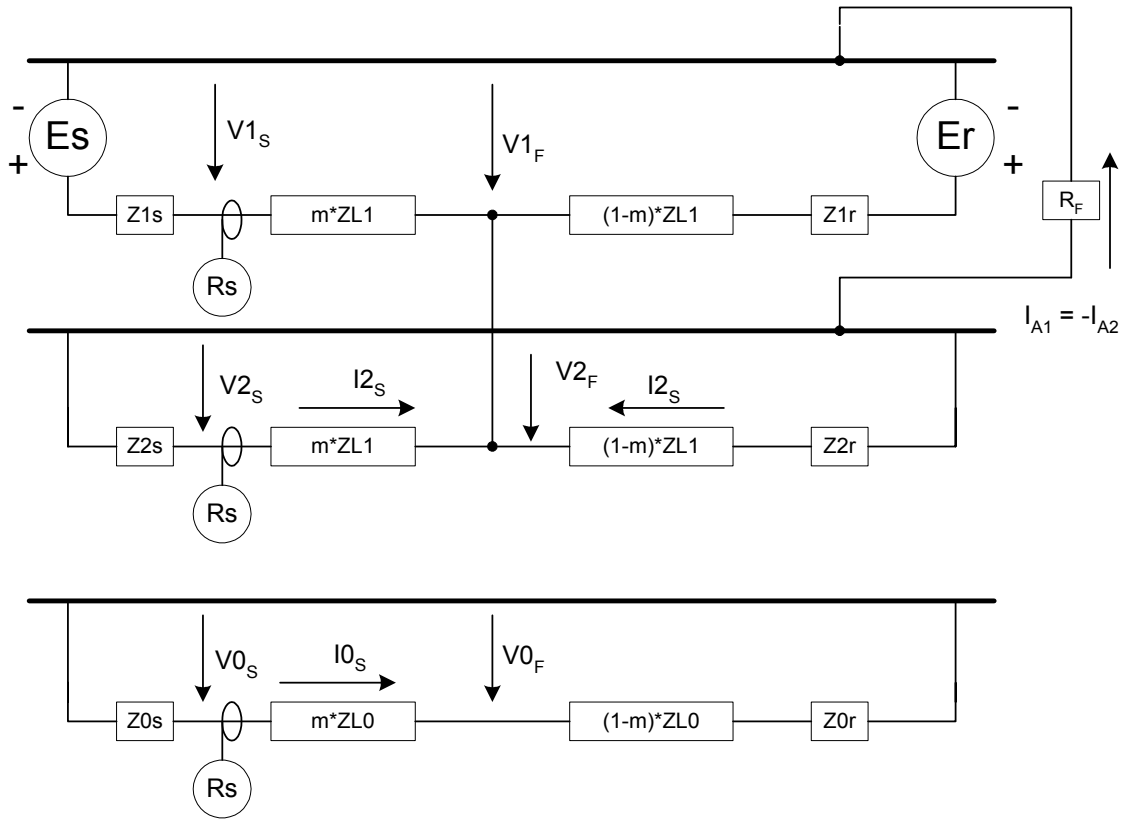 -
Es
+
V1S
V1F
-
Er
+
Z1s
m*ZL1
(1-m)*ZL1
Z1r
RF
Rs
IA1 = -IA2
V2S
I2S
V2F
I2S
Z2s
m*ZL1
(1-m)*ZL1
Z2r
Rs
V0S
I0S
V0F
Z0s
m*ZL0
(1-m)*ZL0
Z0r
Rs